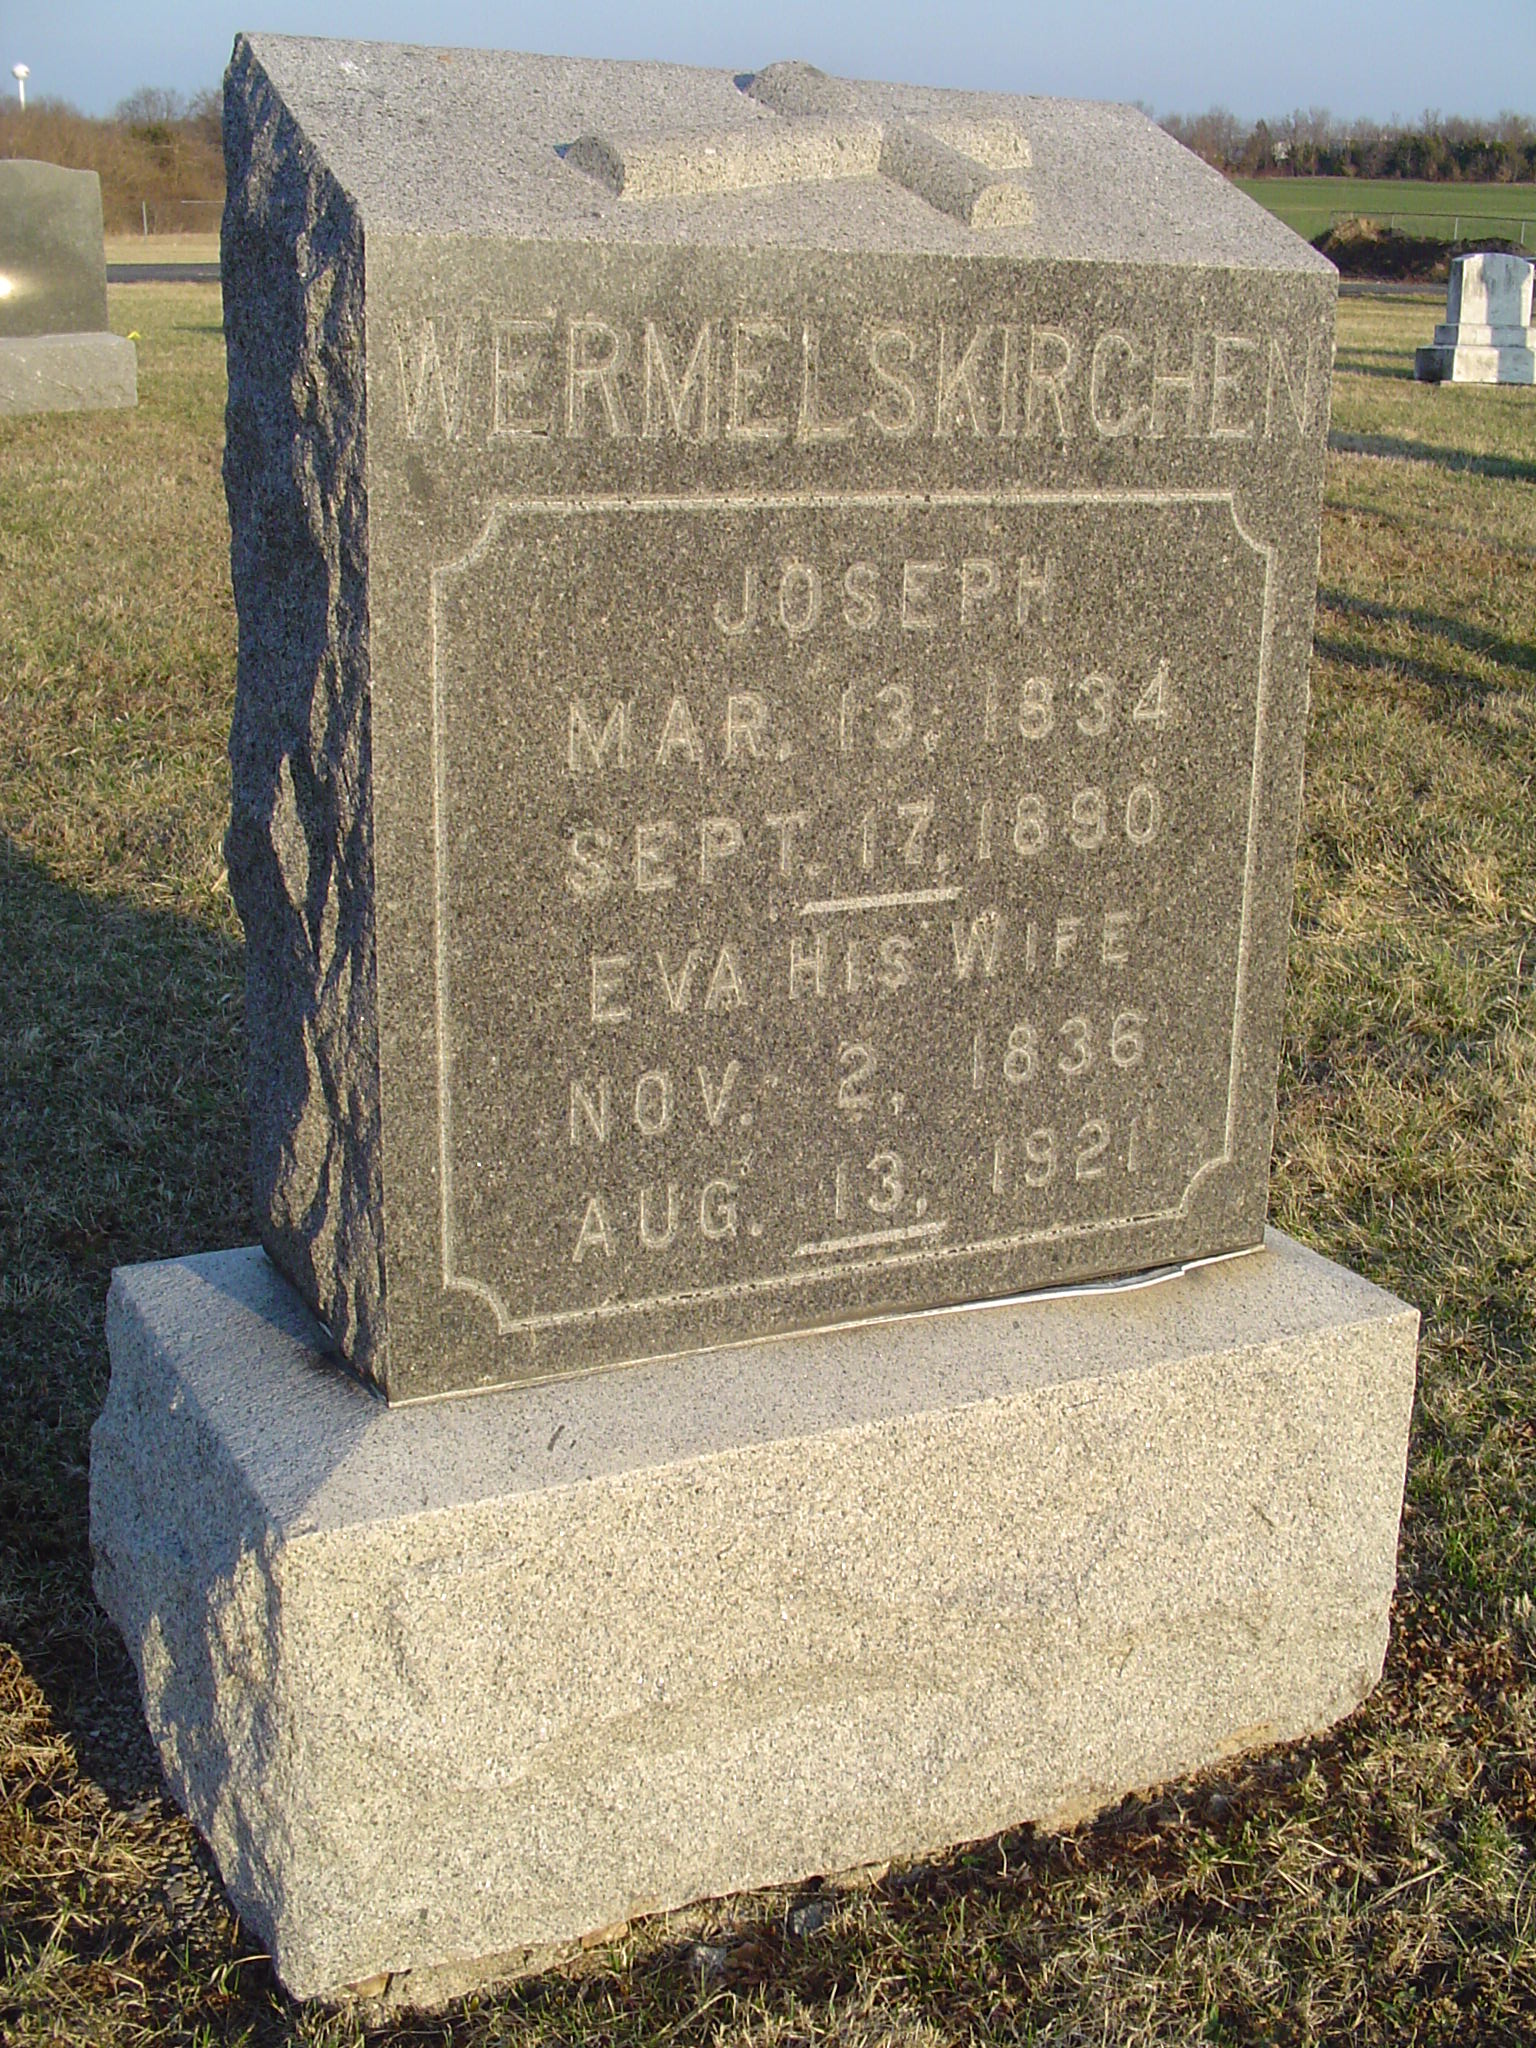 WERMELSKIRCHEN
JOSEPH
MAR. 13, 1834
SEPT. 17, 1890
EVA HIS WIFE
NOV. 2, 1836
AUG. 13, 1921